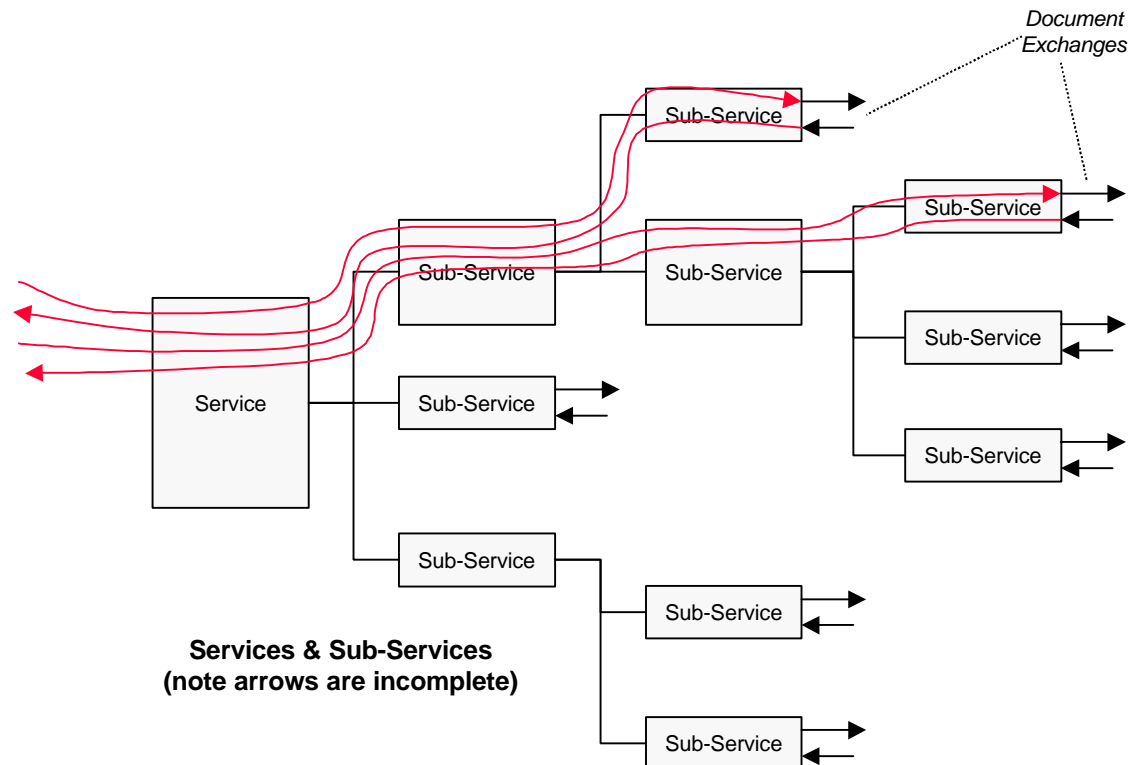 Document
Exchanges
Sub-Service
Sub-Service
Sub-Service
Sub-Service
Sub-Service
Service
Sub-Service
Sub-Service
Sub-Service
Sub-Service
Services & Sub-Services
(note arrows are incomplete)
Sub-Service